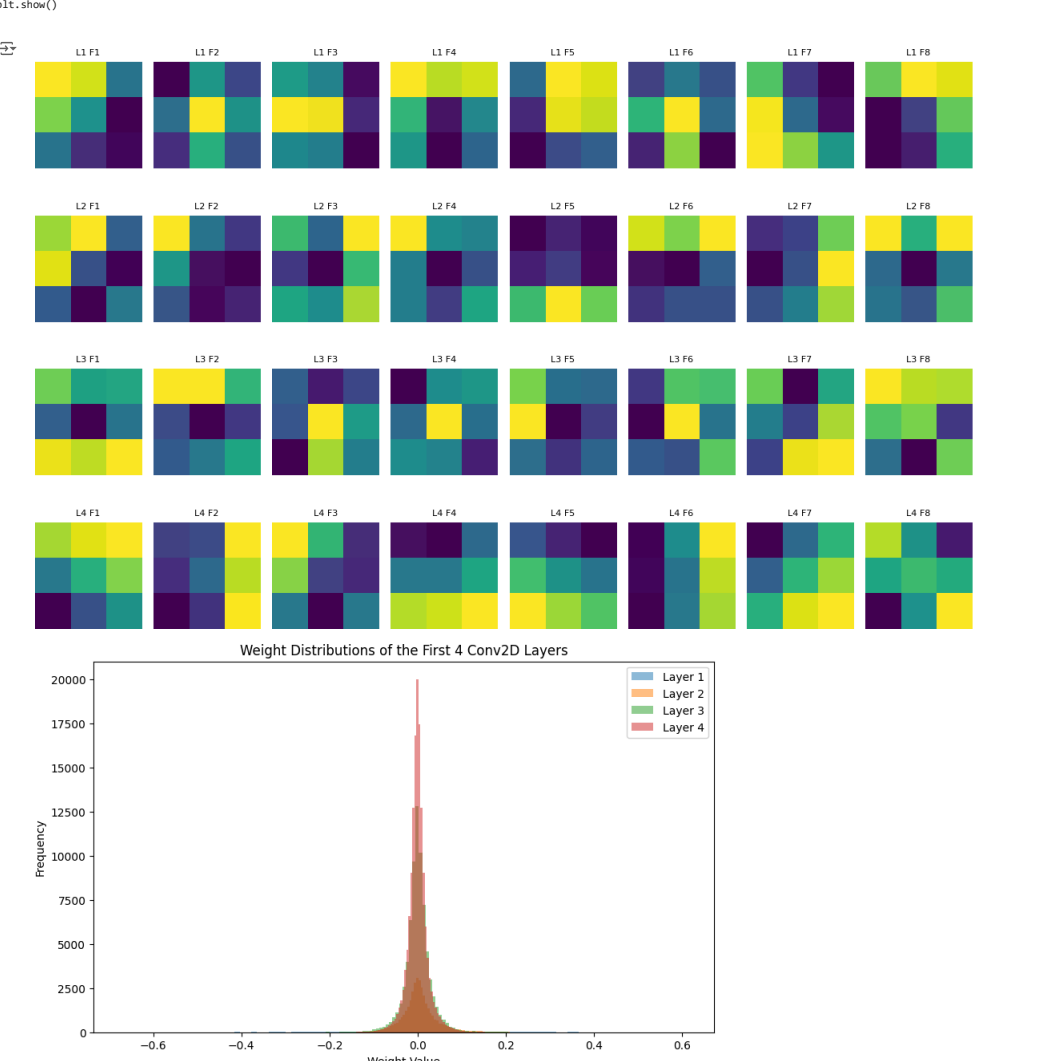 plt.show()
L1 F1 L1 F2 L1 F3 L1 F4 L1 F5 L1 F6 L1 F7 L1 F8
L2 F1 L2 F2 L2 F3 L2 F4 L2 F5 L2 F6 L2 F7 L2 F8
L3 F1 L3 F2 L3 F3 L3 F4 L3 F5 L3 F6 L3 F7 L3 F8
L4 F1 L4 F2 L4 F3 L4 F4 L4 F5 L4 F6 L4 F7 L4 F8
Weight Distributions of the First 4 Conv2D Layers
Layer 1
Layer 2
Layer 3
Layer 4
20000
17500
15000
12500
10000
7500
5000
2500
0
Frequency
−0.6 −0.4 −0.2 0.0 0.2 0.4 0.6
Weight Value